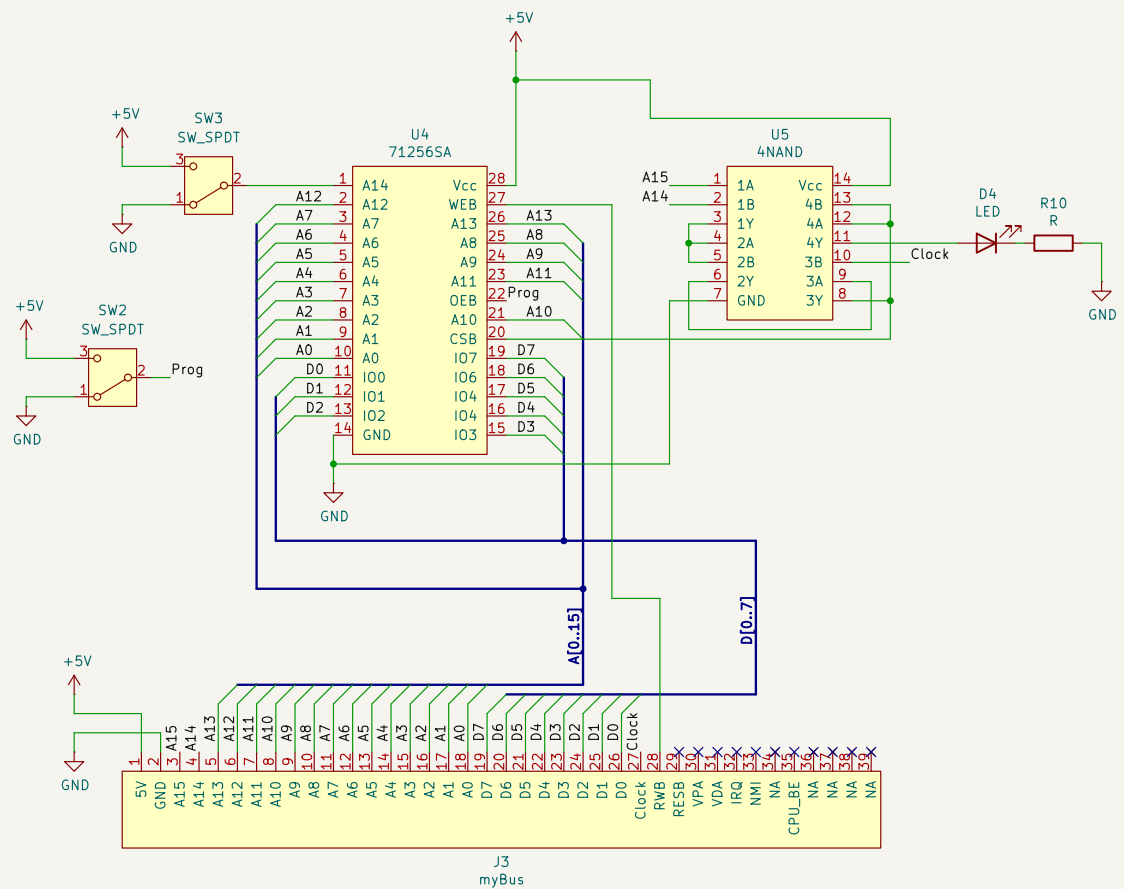 +5V
+5V
SW3
SW_SPDT
3
2
1
GND
U4
71256SA
1 A14 Vcc 28
A12 2 A12 WEB 27
A7 3 A7 A13 26 A13
A6 4 A6 A8 25 A8
A5 5 A5 A9 24 A9
A4 6 A4 A11 23 A11
A3 7 A3 OEB 22 Prog
A2 8 A2 A10 21 A10
A1 9 A1 CSB 20
A0 10 A0 IO7 19 D7
D0 11 IO0 IO6 18 D6
D1 12 IO1 IO4 17 D5
D2 13 IO2 IO4 16 D4
14 GND IO3 15 D3
GND
U5
4NAND
A15 1 1A Vcc 14
A14 2 1B 4B 13
3 1Y 4A 12
4 2A 4Y 11
5 2B 3B 10 Clock
6 2Y 3A 9
7 GND 3Y 8
D4
LED
R10
R
GND
+5V
SW2
SW_SPDT
3
2 Prog
1
GND
A[0..15]
D[0..7]
+5V
GND
A15 A14 A13 A12 A11 A10 A9 A8 A7 A6 A5 A4 A3 A2 A1 A0 D7 D6 D5 D4 D3 D2 D1 D0 Clock
1 2 3 4 5 6 7 8 9 10 11 12 13 14 15 16 17 18 19 20 21 22 23 24 25 26 27 28 29 30 31 32 33 34 35 36 37 38 39
5V GND A15 A14 A13 A12 A11 A10 A9 A8 A7 A6 A5 A4 A3 A2 A1 A0 D7 D6 D5 D4 D3 D2 D1 D0 Clock RWB RESB VPA VDA IRQ NMI NA CPU_BE NA NA NA NA
J3
myBus